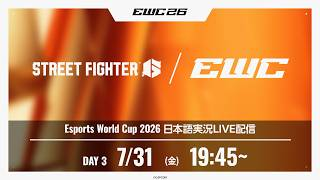 EWC26
STREET FIGHTER 6 / EWC
Esports World Cup 2026 日本語実況LIVE配信
DAY 3 7/31 (金) 19:45~